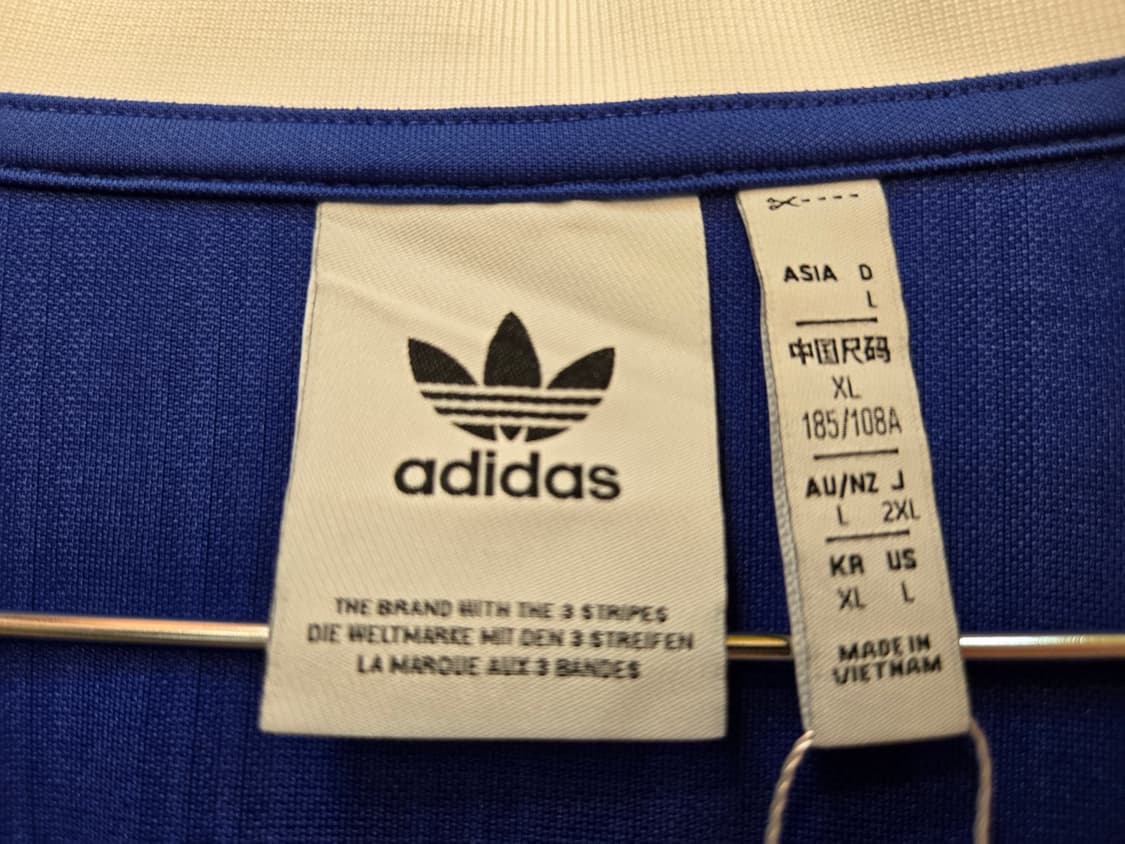 adidas
THE BRAND WITH THE 3 STRIPES
DIE WELTMARKE MIT DEN 3 STREIFEN
LA MARQUE AUX 3 BANDES
ASIA D
L
中国尺码
XL
185/108A
AU/NZ J
L 2XL
KR US
XL L
MADE IN
VIETNAM